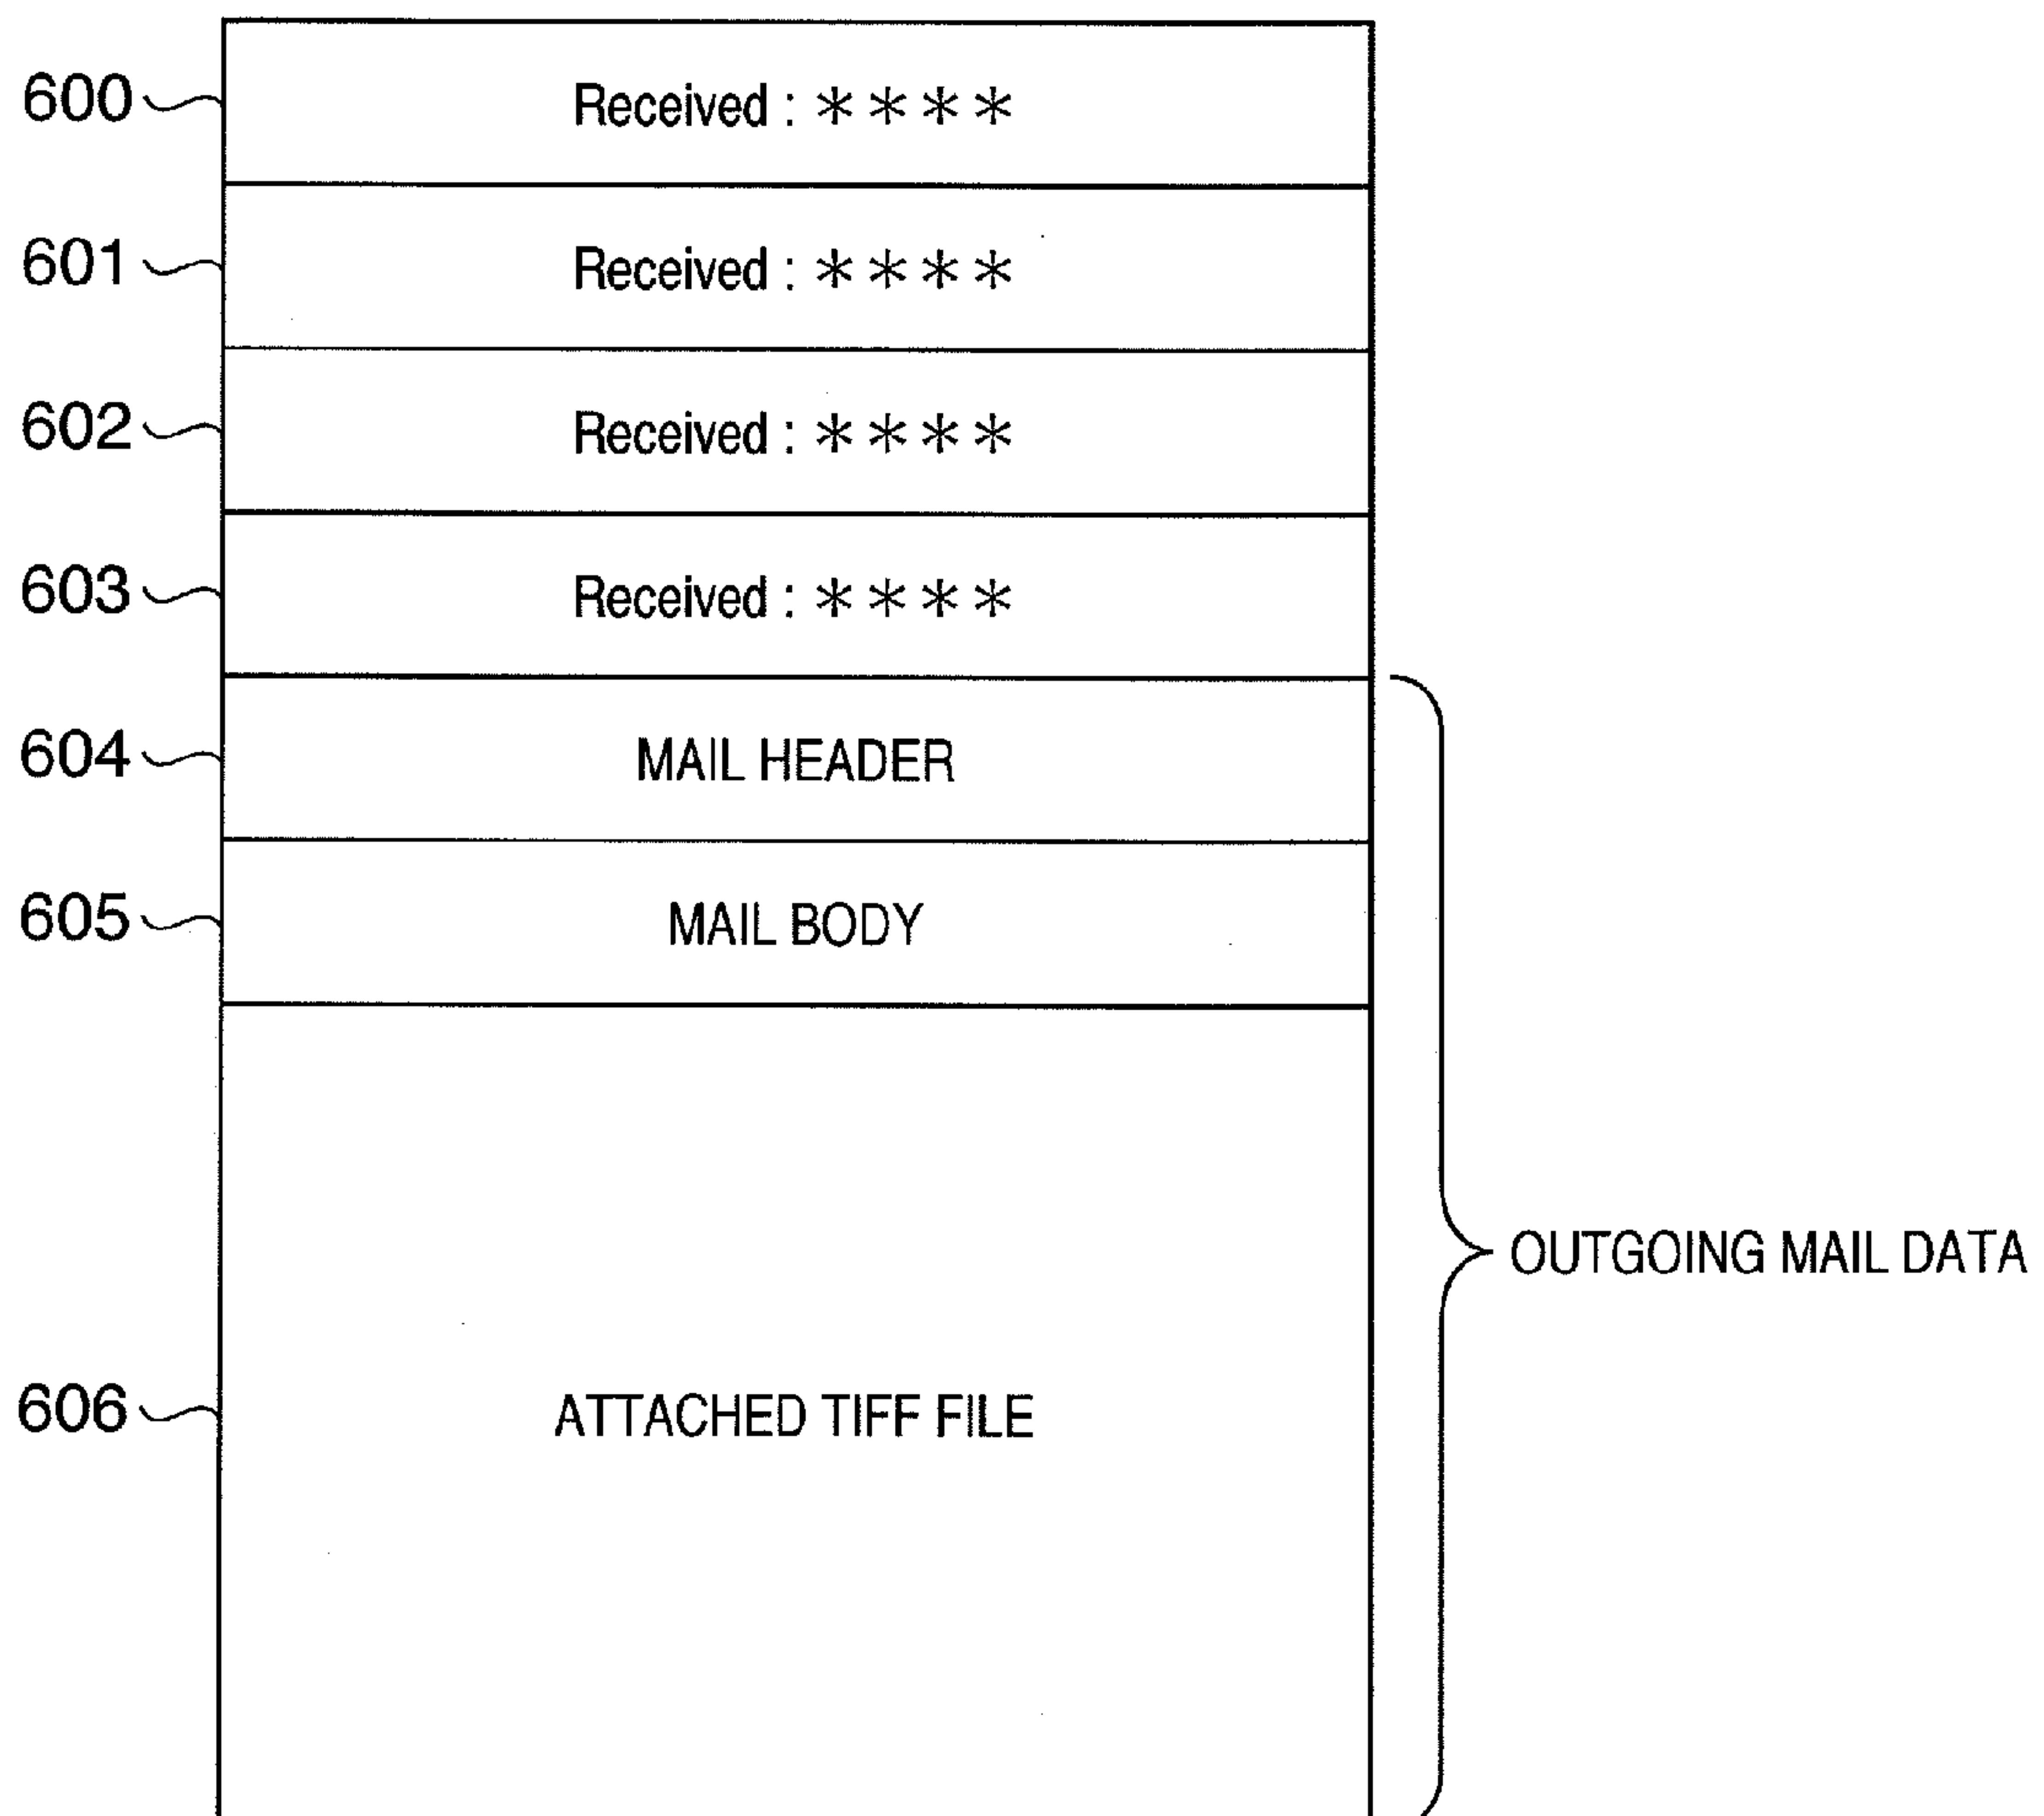 600 Received : ****
601 Received : ****
602 Received : ****
603 Received : ****
604 MAIL HEADER
605 MAIL BODY
OUTGOING MAIL DATA
606 ATTACHED TIFF FILE